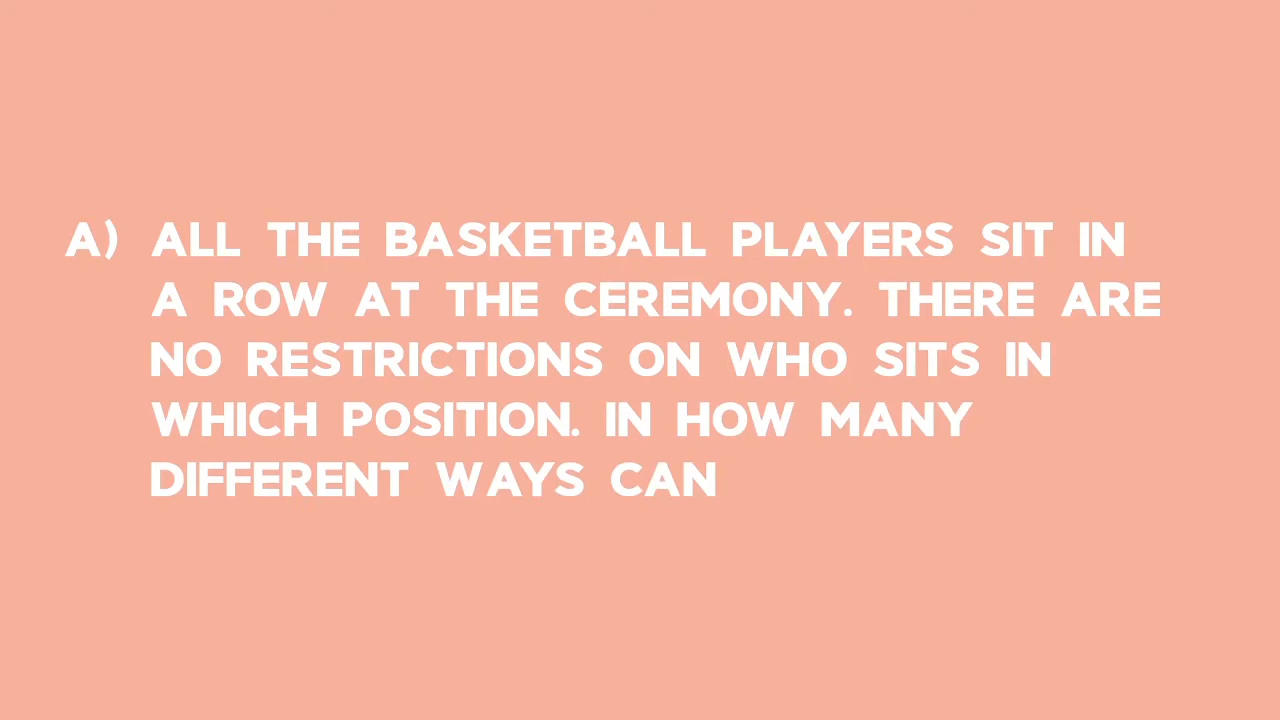 A) ALL THE BASKETBALL PLAYERS SIT IN
A ROW AT THE CEREMONY. THERE ARE
NO RESTRICTIONS ON WHO SITS IN
WHICH POSITION. IN HOW MANY
DIFFERENT WAYS CAN